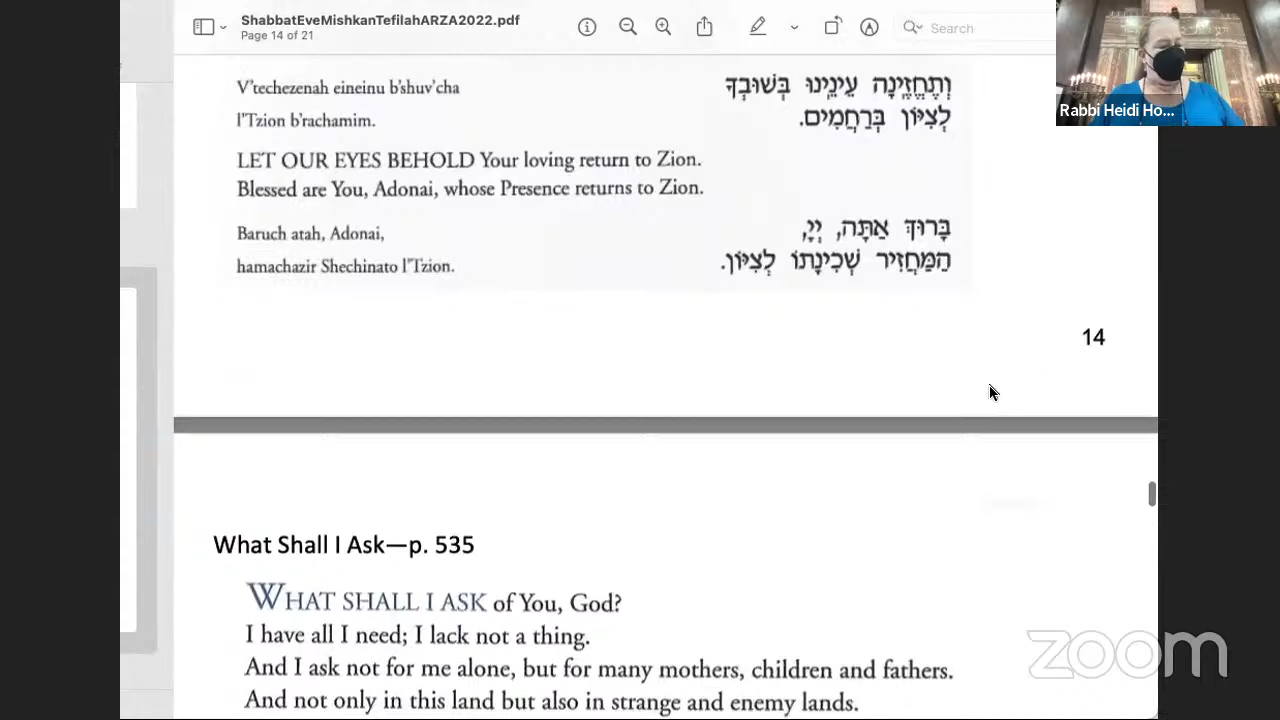 ShabbatEveMishkanTefilahARZA2022.pdf
Page 14 of 21
Search
Rabbi Heidi Ho...
V'techezenah eineinu b'shuv'cha
l'Tzion b'rachamim.
וְתֶחֱזֶֽינָה עֵינֵֽינוּ בְּשׁוּבְךָ
לְצִיּוֹן בְּרַחֲמִים.
LET OUR EYES BEHOLD Your loving return to Zion.
Blessed are You, Adonai, whose Presence returns to Zion.
Baruch atah, Adonai,
hamachazir Shechinato l'Tzion.
בָּרוּךְ אַתָּה, יְיָ,
הַמַּחֲזִיר שְׁכִינָתוֹ לְצִיּוֹן.
14
What Shall I Ask—p. 535
WHAT SHALL I ASK of You, God?
I have all I need; I lack not a thing.
And I ask not for me alone, but for many mothers, children and fathers.
And not only in this land but also in strange and enemy lands.
zoom